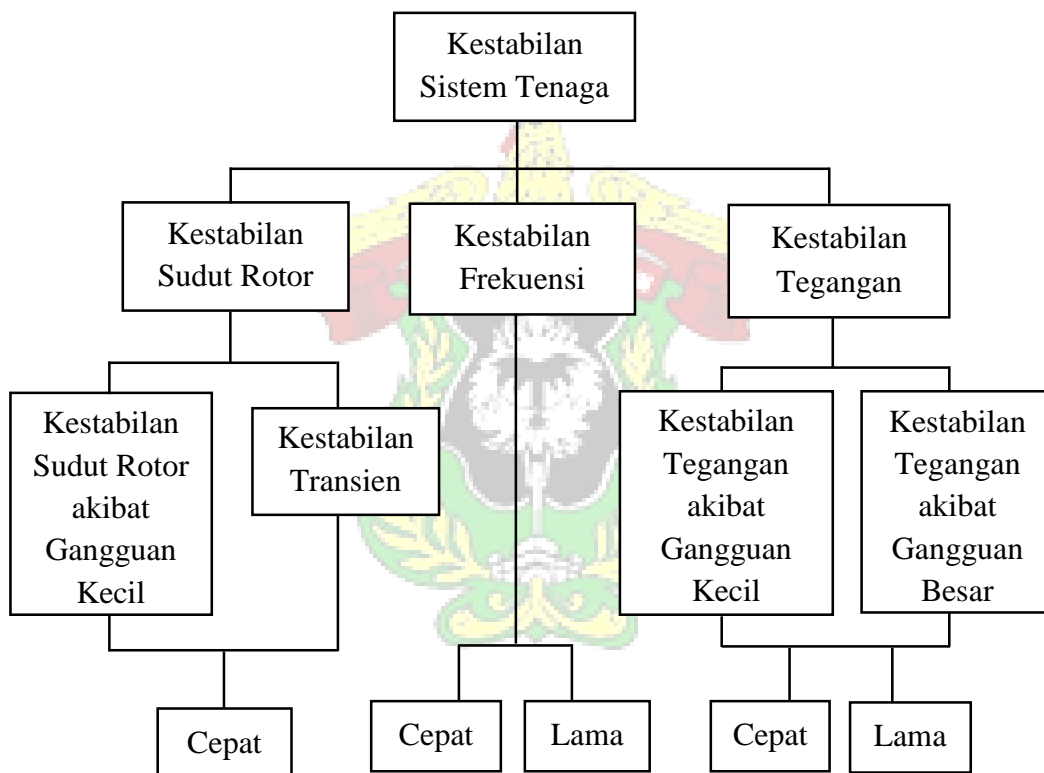 Kestabilan
Sistem Tenaga
Kestabilan
Sudut Rotor
Kestabilan
Frekuensi
Kestabilan
Tegangan
Kestabilan
Sudut Rotor
akibat
Gangguan
Kecil
Kestabilan
Transien
Kestabilan
Tegangan
akibat
Gangguan
Kecil
Kestabilan
Tegangan
akibat
Gangguan
Besar
Cepat
Cepat
Lama
Cepat
Lama